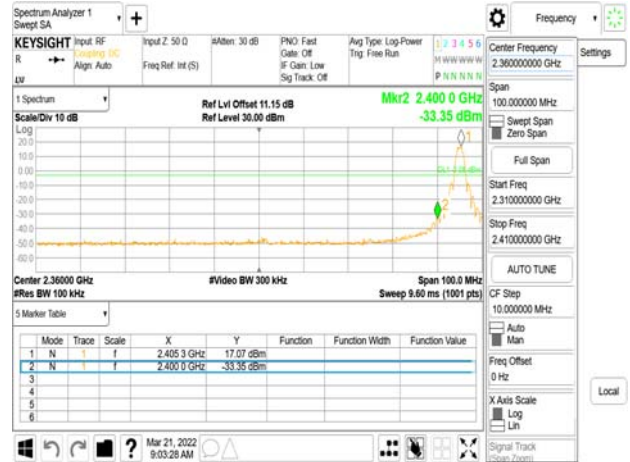 Spectrum Analyzer 1
Swept SA
+
Frequency
KEYSIGHT
R
Input: RF
Coupling: DC
Align: Auto
Input Z: 50 Ω
Freq Ref: Int (S)
#Atten: 30 dB
PNO: Fast
Gate: Off
IF Gain: Low
Sig Track: Off
Avg Type: Log-Power
Trig: Free Run
1 2 3 4 5 6
M W W W W W
P N N N N N
Center Frequency
2.360000000 GHz
Settings
Span
100.000000 MHz
Swept Span
Zero Span
Full Span
Start Freq
2.310000000 GHz
Stop Freq
2.410000000 GHz
AUTO TUNE
CF Step
10.000000 MHz
Auto
Man
Freq Offset
0 Hz
X Axis Scale
Log
Lin
Signal Track
(Span Zoom)
Local
1 Spectrum
Scale/Div 10 dB
Ref Lvl Offset 11.15 dB
Ref Level 30.00 dBm
Mkr2 2.400 0 GHz
-33.35 dBm
Log
20.0
10.0
0.00
-10.0
-20.0
-30.0
-40.0
-50.0
-60.0
1
2
Center 2.36000 GHz
#Res BW 100 kHz
#Video BW 300 kHz
Span 100.0 MHz
Sweep 9.60 ms (1001 pts)
5 Marker Table
Mode Trace Scale X Y Function Function Width Function Value
1 N 1 f 2.405 3 GHz 17.07 dBm
2 N 1 f 2.400 0 GHz -33.35 dBm
3
4
5
6
?
Mar 21, 2022
9:03:28 AM